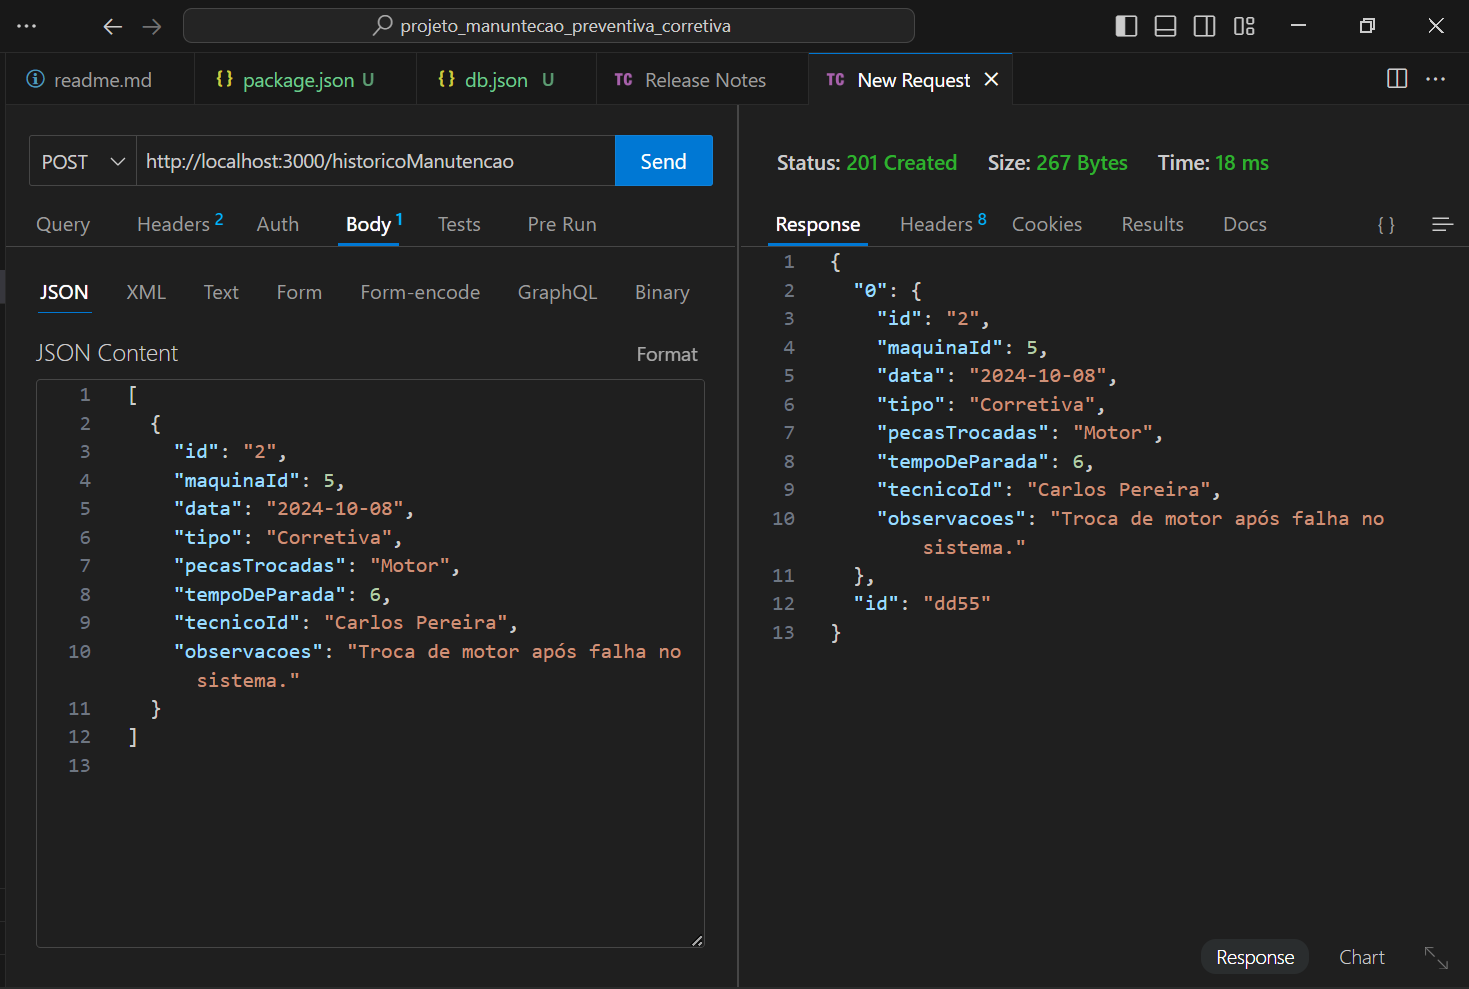 projeto_manuntecao_preventiva_corretiva
readme.md
{} package.json U
{} db.json U
TC Release Notes
TC New Request
POST
http://localhost:3000/historicoManutencao
Send
Query
Headers 2
Auth
Body 1
Tests
Pre Run
JSON
XML
Text
Form
Form-encode
GraphQL
Binary
JSON Content
Format
1 [
2 {
3 "id": "2",
4 "maquinaId": 5,
5 "data": "2024-10-08",
6 "tipo": "Corretiva",
7 "pecasTrocadas": "Motor",
8 "tempoDeParada": 6,
9 "tecnicoId": "Carlos Pereira",
10 "observacoes": "Troca de motor após falha no
sistema."
11 }
12 ]
13
Status: 201 Created
Size: 267 Bytes
Time: 18 ms
Response
Headers 8
Cookies
Results
Docs
{ }
1 {
2 "0": {
3 "id": "2",
4 "maquinaId": 5,
5 "data": "2024-10-08",
6 "tipo": "Corretiva",
7 "pecasTrocadas": "Motor",
8 "tempoDeParada": 6,
9 "tecnicoId": "Carlos Pereira",
10 "observacoes": "Troca de motor após falha no
sistema."
11 },
12 "id": "dd55"
13 }
Response
Chart